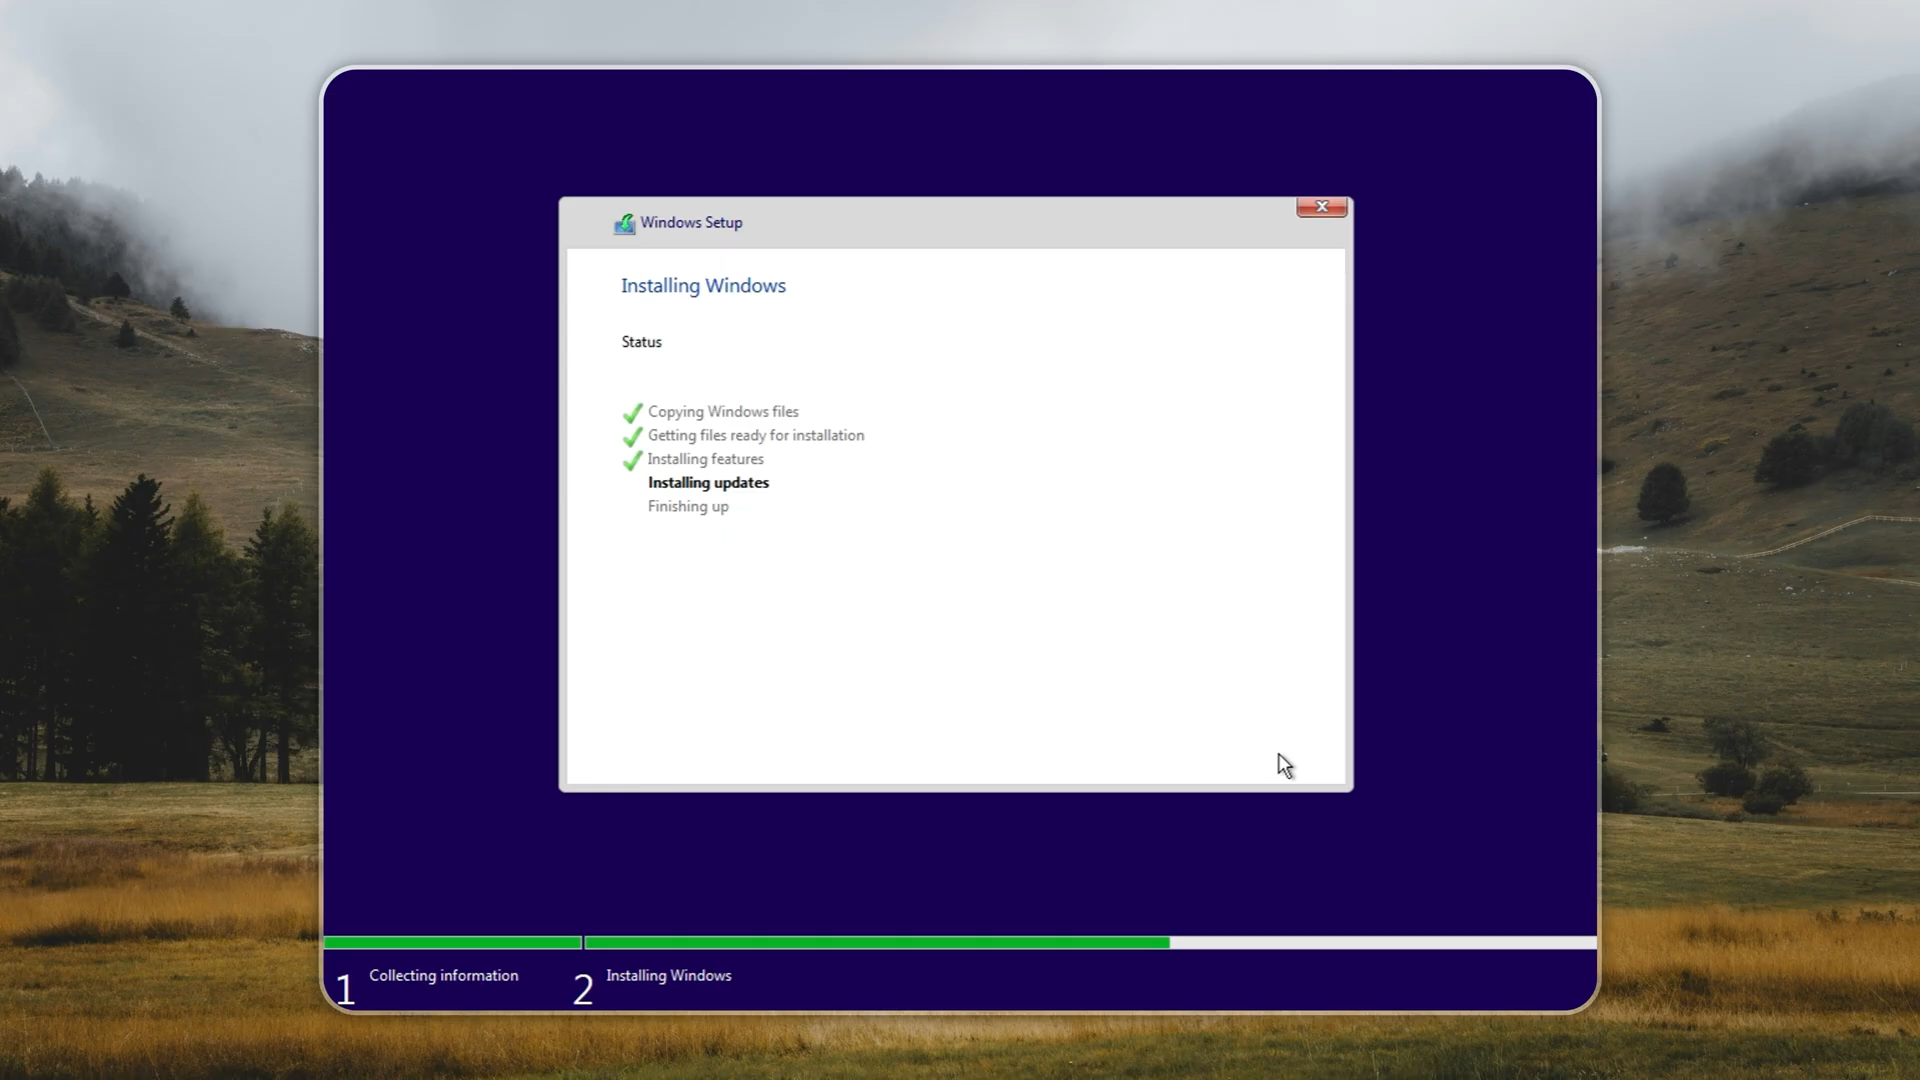 Windows Setup
Installing Windows
Status
Copying Windows files
Getting files ready for installation
Installing features
Installing updates
Finishing up
1 Collecting information
2 Installing Windows